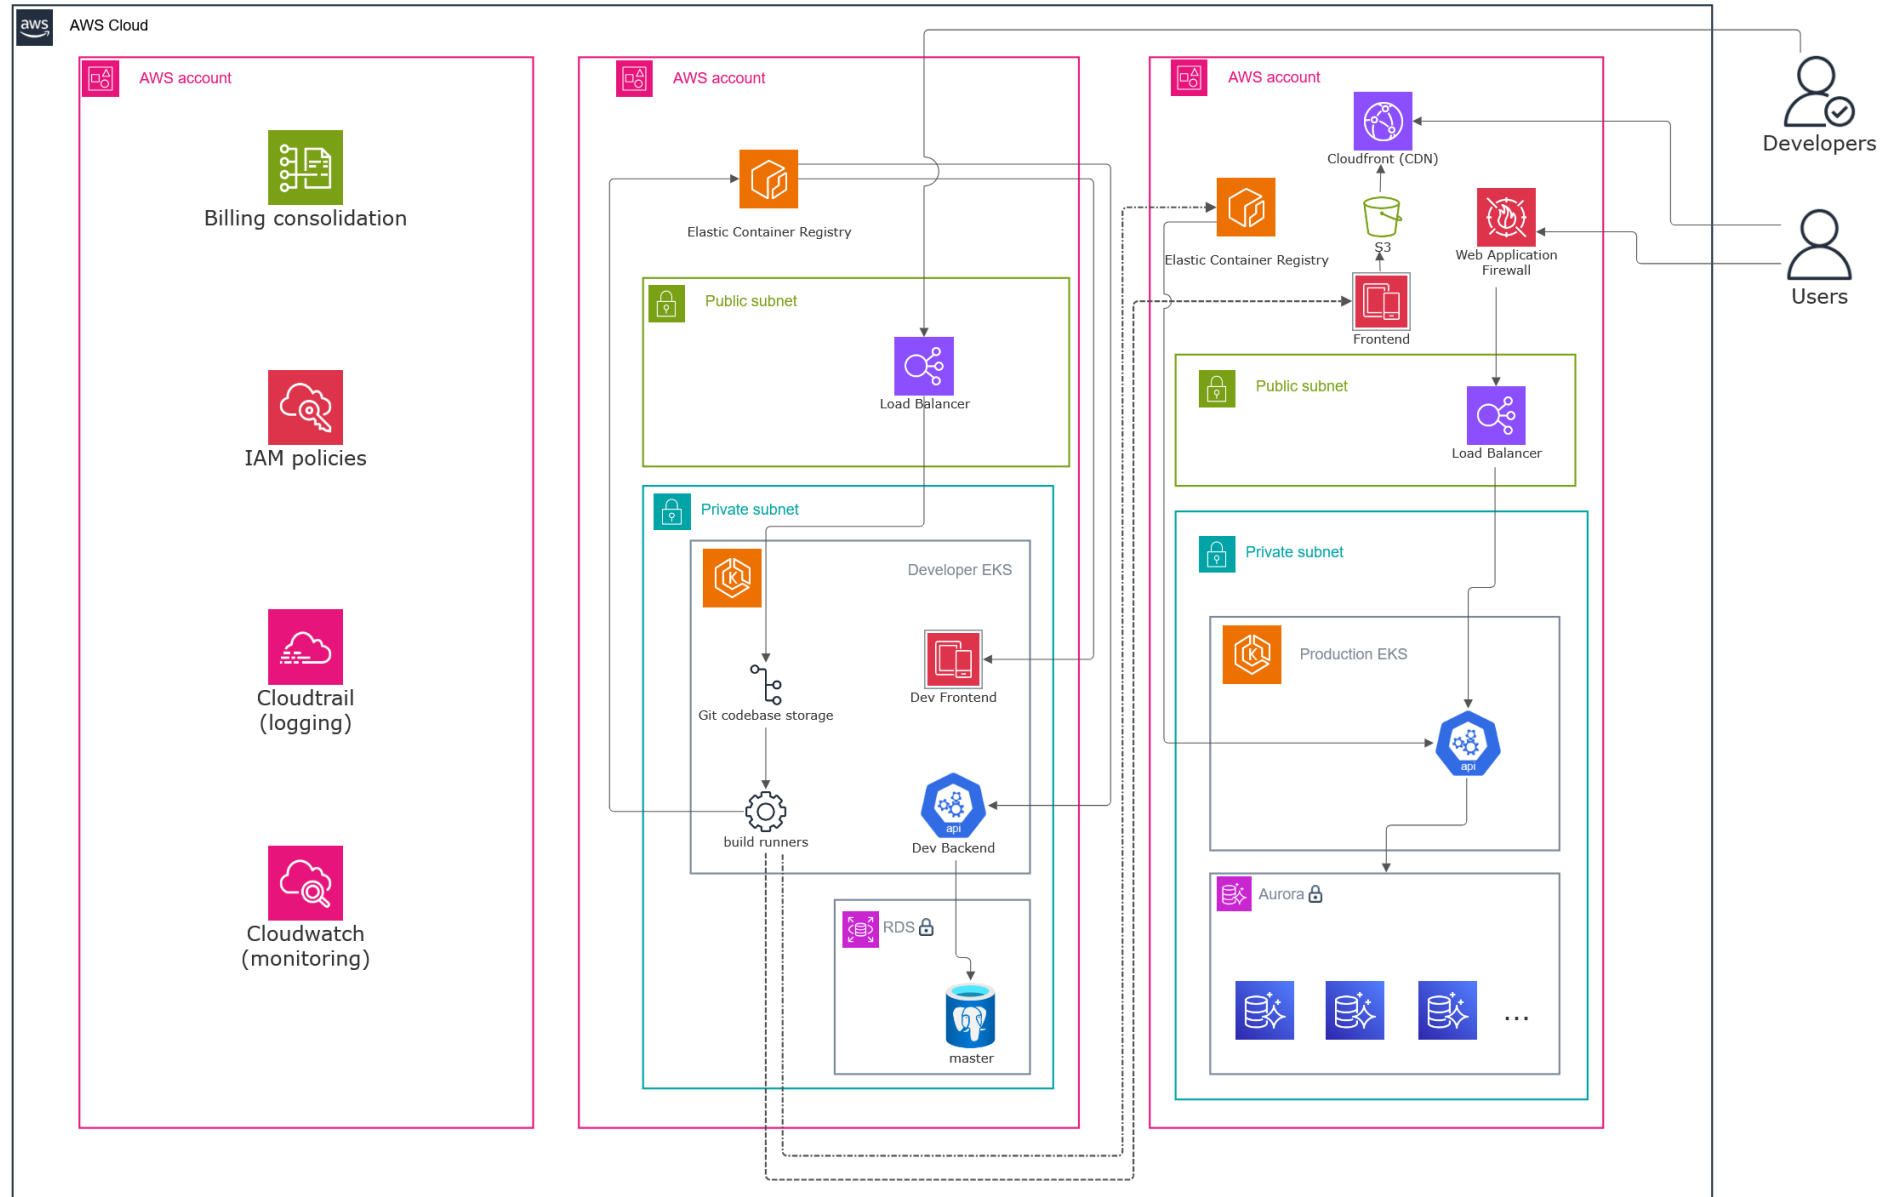 aws
AWS Cloud
AWS account
Billing consolidation
IAM policies
Cloudtrail
(logging)
Cloudwatch
(monitoring)
AWS account
Elastic Container Registry
Public subnet
Load Balancer
Private subnet
K
Developer EKS
Dev Frontend
Git codebase storage
build runners
api
Dev Backend
RDS
master
AWS account
Cloudfront (CDN)
Elastic Container Registry
S3
Web Application
Firewall
Frontend
Public subnet
Load Balancer
Private subnet
K
Production EKS
api
Aurora
...
Developers
Users